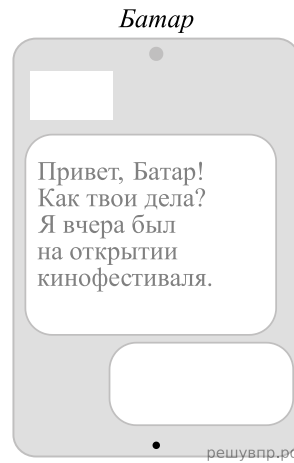 Батар
Привет, Батар!
Как твои дела?
Я вчера был
на открытии
кинофестиваля.
решувпр.рф